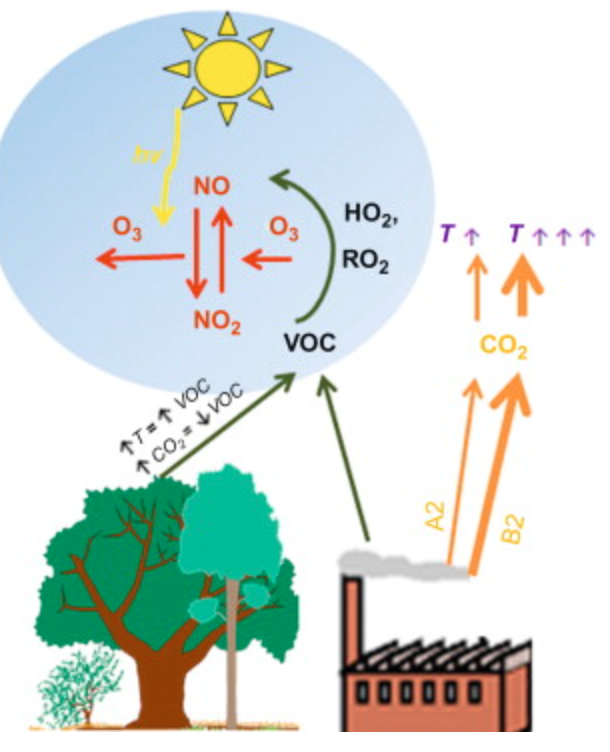 hν
NO
O₃
O₃
HO₂,
RO₂
NO₂
VOC
T ↑ T ↑ ↑ ↑
CO₂
↑ T = ↑ VOC
↑ CO₂ = ↓ VOC
A2
B2